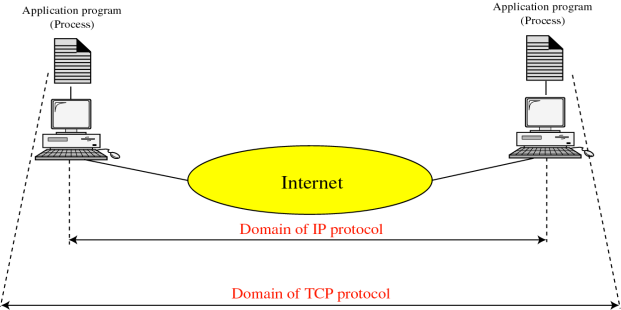 Application program
(Process)
Application program
(Process)
Internet
Domain of IP protocol
Domain of TCP protocol